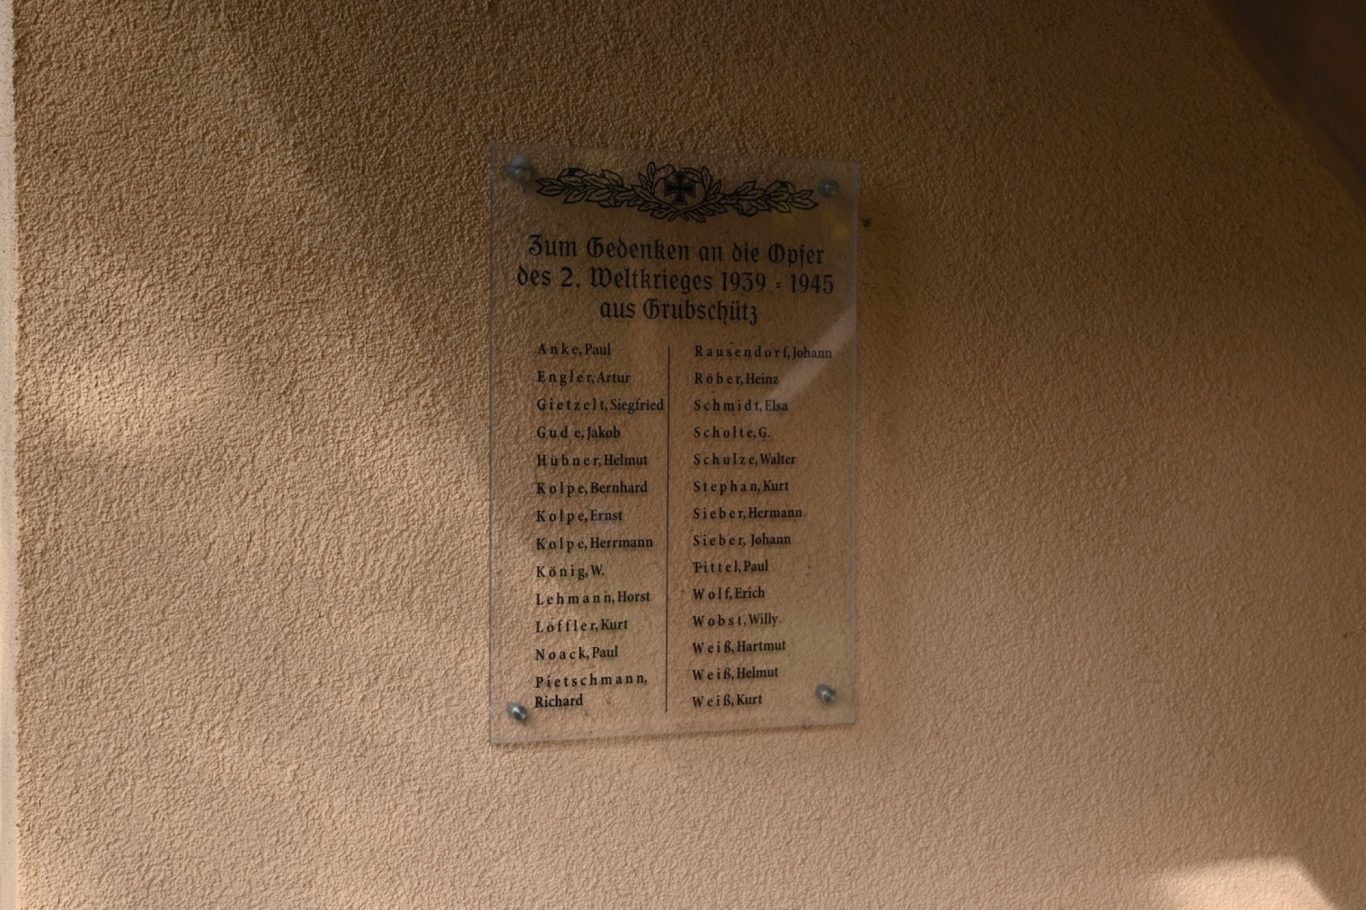 Zum Gedenken an die Opfer
des 2. Weltkrieges 1939 - 1945
aus Grubschütz
Anke, Paul
Engler, Artur
Gietzelt, Siegfried
Gude, Jakob
Hübner, Helmut
Kolpe, Bernhard
Kolpe, Ernst
Kolpe, Herrmann
König, W.
Lehmann, Horst
Löffler, Kurt
Noack, Paul
Pietschmann,
Richard
Rausendorf, Johann
Röber, Heinz
Schmidt, Elsa
Scholte, G.
Schulze, Walter
Stephan, Kurt
Sieber, Hermann
Sieber, Johann
Tittel, Paul
Wolf, Erich
Wobst, Willy
Weiß, Hartmut
Weiß, Helmut
Weiß, Kurt